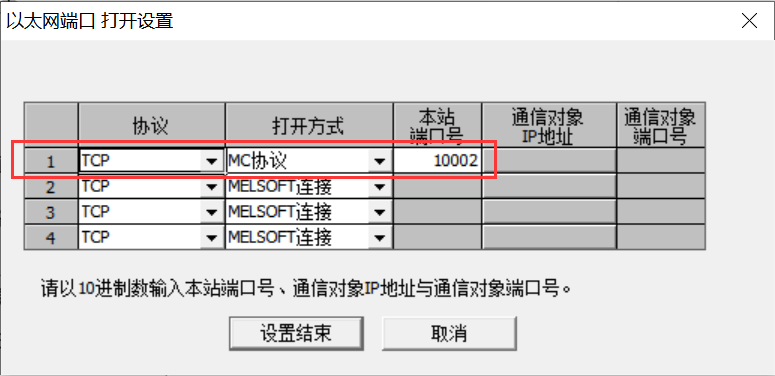 以太网端口 打开设置
协议 打开方式 本站端口号 通信对象IP地址 通信对象端口号
1 TCP MC协议 10002
2 TCP MELSOFT连接
3 TCP MELSOFT连接
4 TCP MELSOFT连接
请以10进制数输入本站端口号、通信对象IP地址与通信对象端口号。
设置结束 取消